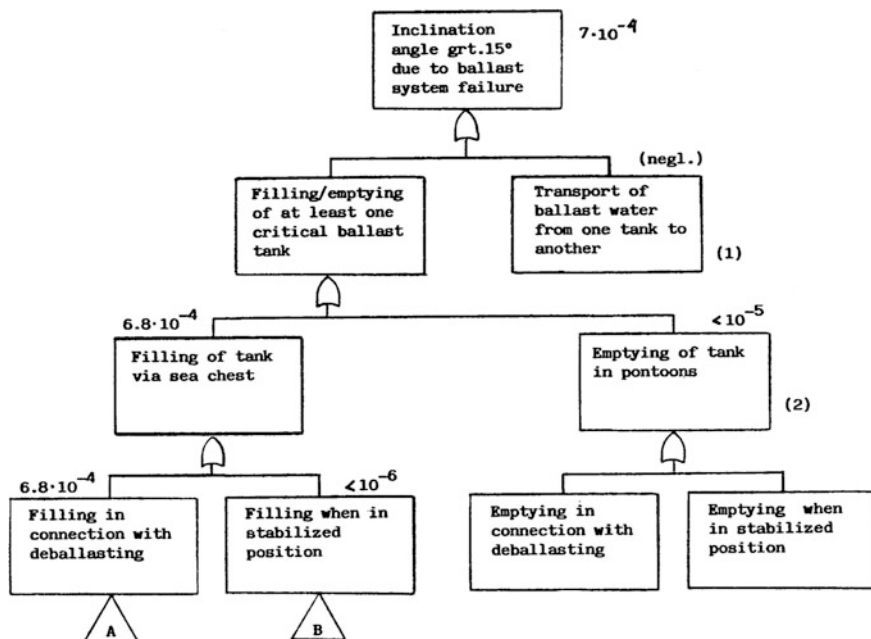 Inclination
angle grt.15°
due to ballast
system failure
7·10⁻⁴
(negl.)
Filling/emptying
of at least one
critical ballast
tank
Transport of
ballast water
from one tank to
another
(1)
6.8·10⁻⁴
Filling of tank
via sea chest
<10⁻⁵
Emptying of tank
in pontoons
(2)
6.8·10⁻⁴
Filling in
connection with
deballasting
<10⁻⁶
Filling when in
stabilized
position
Emptying in
connection with
deballasting
Emptying when
in stabilized
position
A
B